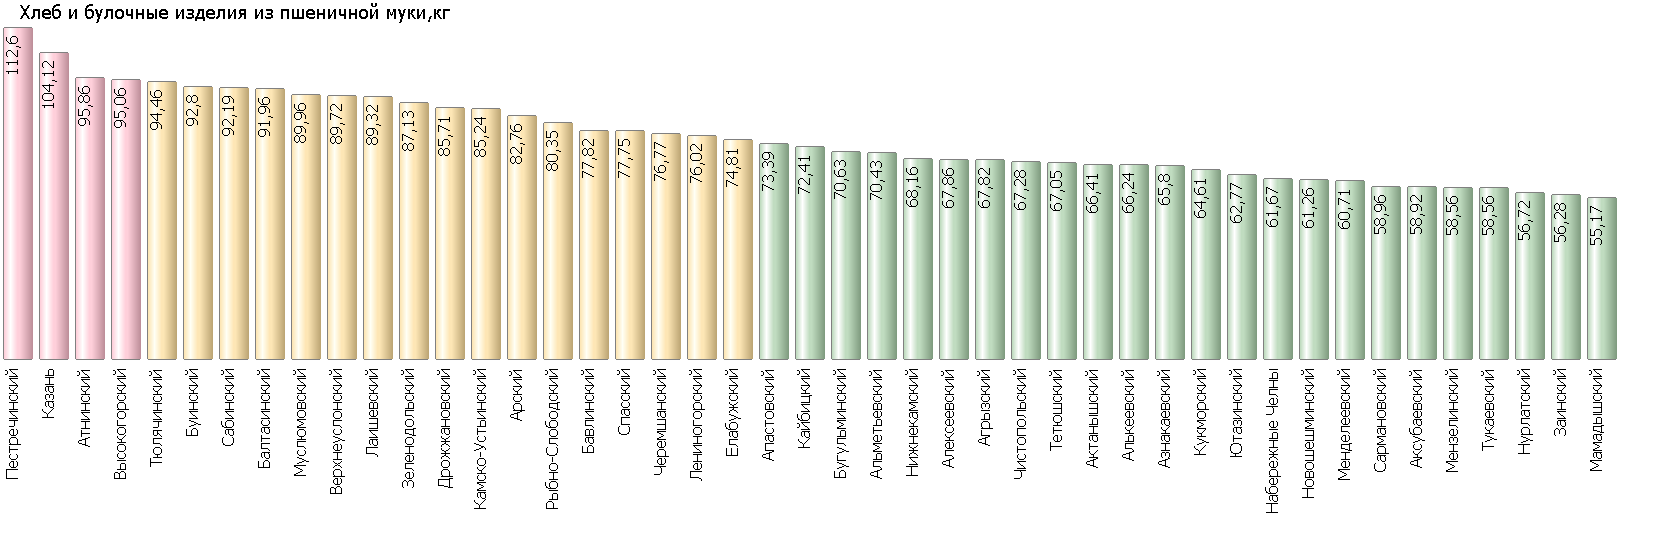 Хлеб и булочные изделия из пшеничной муки,кг
112,6
104,12
95,86
95,06
94,46
92,8
92,19
91,96
89,96
89,72
89,32
87,13
85,71
85,24
82,76
80,35
77,82
77,75
76,77
76,02
74,81
73,39
72,41
70,63
70,43
68,16
67,86
67,82
67,28
67,05
66,41
66,24
65,8
64,61
62,77
61,67
61,26
60,71
58,96
58,92
58,56
58,56
56,72
56,28
55,17
Пестречинский
Казань
Атнинский
Высокогорский
Тюлячинский
Буинский
Сабинский
Балтасинский
Муслюмовский
Верхнеуслонский
Лаишевский
Зеленодольский
Дрожжановский
Камско-Устьинский
Арский
Рыбно-Слободский
Бавлинский
Спасский
Черемшанский
Лениногорский
Елабужский
Апастовский
Кайбицкий
Бугульминский
Альметьевский
Нижнекамский
Алексеевский
Агрызский
Чистопольский
Тетюшский
Актанышский
Алькеевский
Азнакаевский
Кукморский
Ютазинский
Набережные Челны
Новошешминский
Менделеевский
Сармановский
Аксубаевский
Мензелинский
Тукаевский
Нурлатский
Заинский
Мамадышский